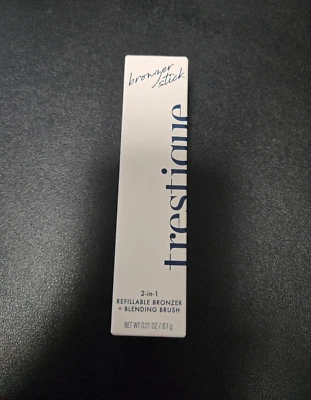 bronzer
stick
trestique
2-in-1
REFILLABLE BRONZER
+ BLENDING BRUSH
NET WT 0.21 OZ / 6.1 g